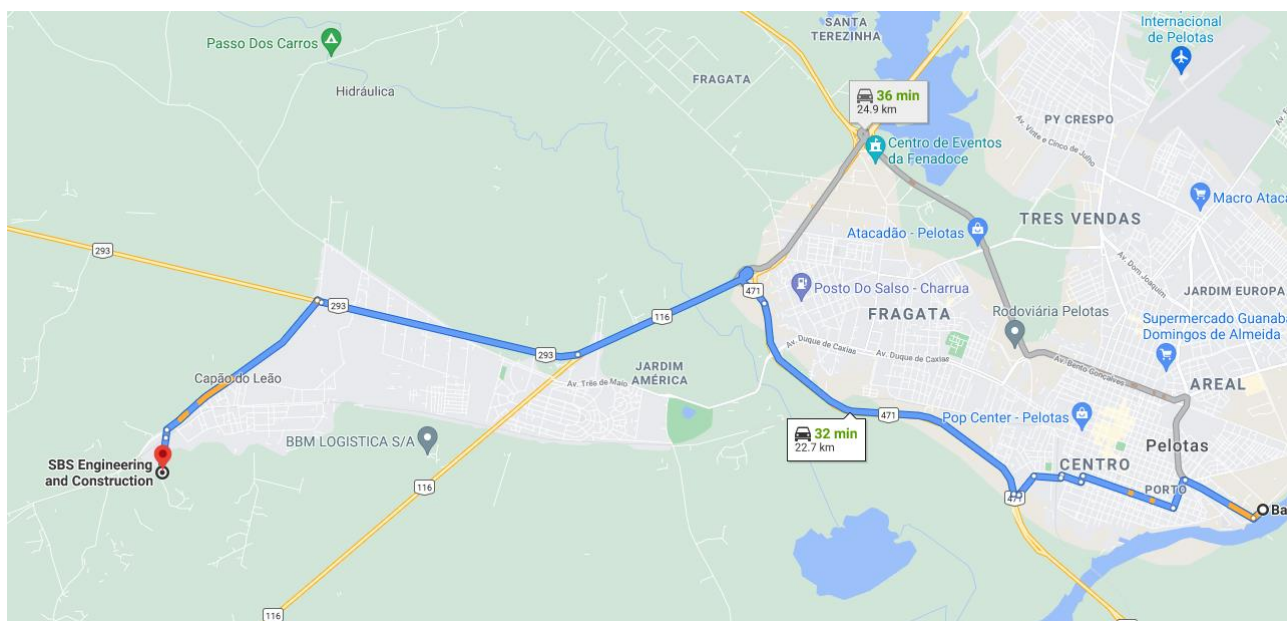 SANTA
TEREZINHA
Internacional
de Pelotas
Passo Dos Carros
Hidráulica
FRAGATA
36 min
24.9 km
PY CRESPO
Av. Vinte e Cinco de Julho
Centro de Eventos
da Fenadoce
Macro Ataca
TRES VENDAS
Atacadão - Pelotas
293
Av. Dom Joaquim
471
Posto Do Salso - Charrua
JARDIM EUROPA
293
116
FRAGATA
Rodoviária Pelotas
Supermercado Guanaba
Domingos de Almeida
Av. Duque de Caxias
Av. Duque de Caxias
293
JARDIM
AMÉRICA
Av. Bento Gonçalves
Capão do Leão
Av. Três de Maio
AREAL
471
Pop Center - Pelotas
32 min
22.7 km
BBM LOGISTICA S/A
Pelotas
SBS Engineering
and Construction
CENTRO
116
PORTO
471
Ba
116